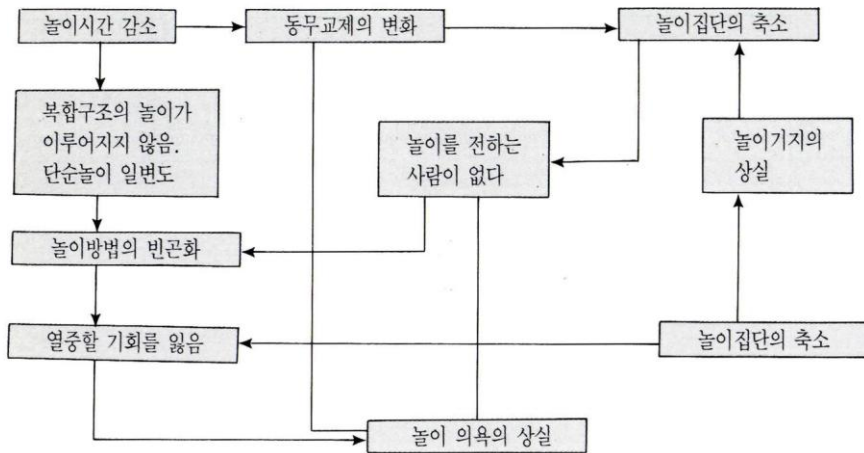 놀이시간 감소
동무교제의 변화
놀이집단의 축소
복합구조의 놀이가
이루어지지 않음.
단순놀이 일변도
놀이를 전하는
사람이 없다
놀이기지의
상실
놀이방법의 빈곤화
열중할 기회를 잃음
놀이집단의 축소
놀이 의욕의 상실